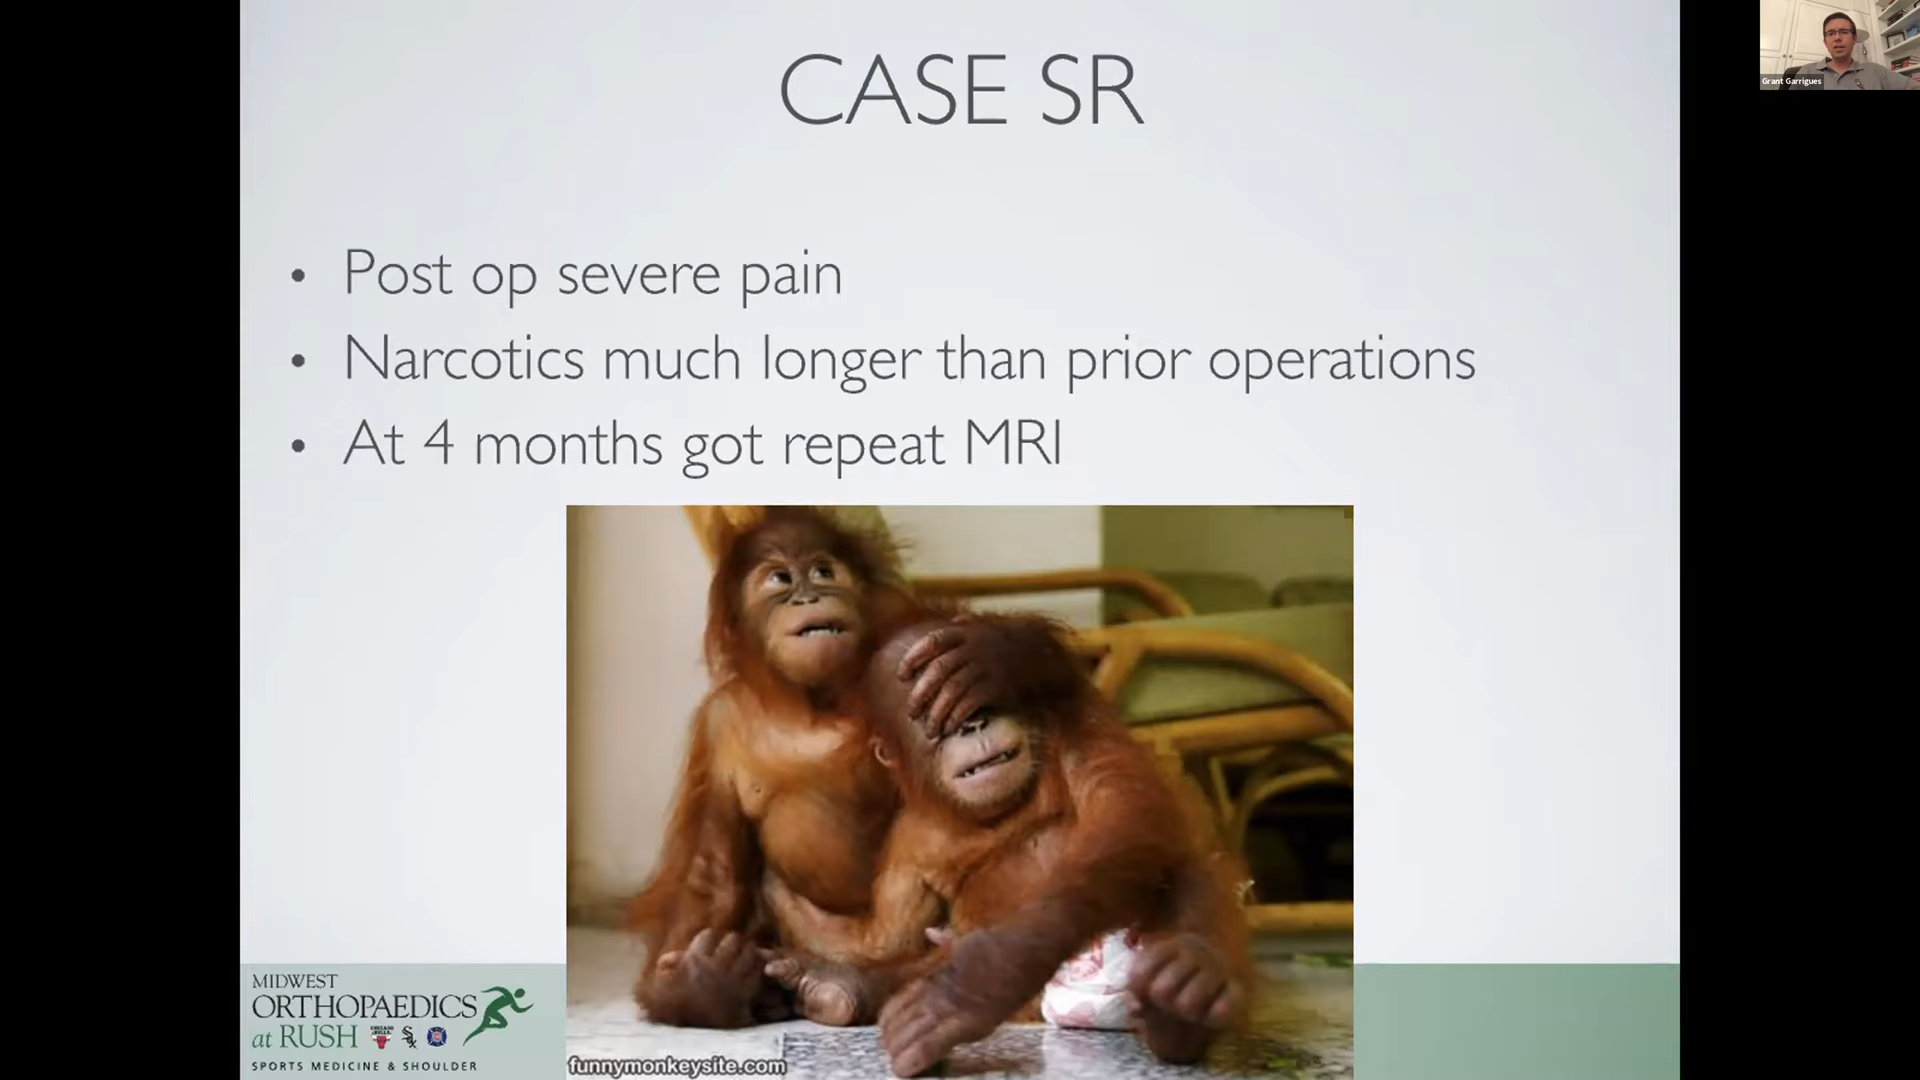 CASE SR
Grant Garrigues
• Post op severe pain
• Narcotics much longer than prior operations
• At 4 months got repeat MRI
MIDWEST
ORTHOPAEDICS
at RUSH
SPORTS MEDICINE & SHOULDER
funnymonkeysite.com